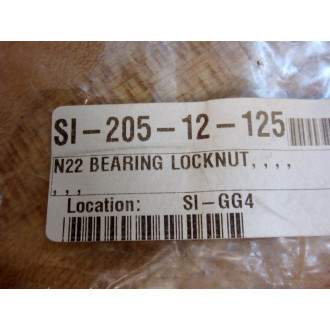 SI-205-12-125
N22 BEARING LOCKNUT,,,,
,,,
Location: SI-GG4